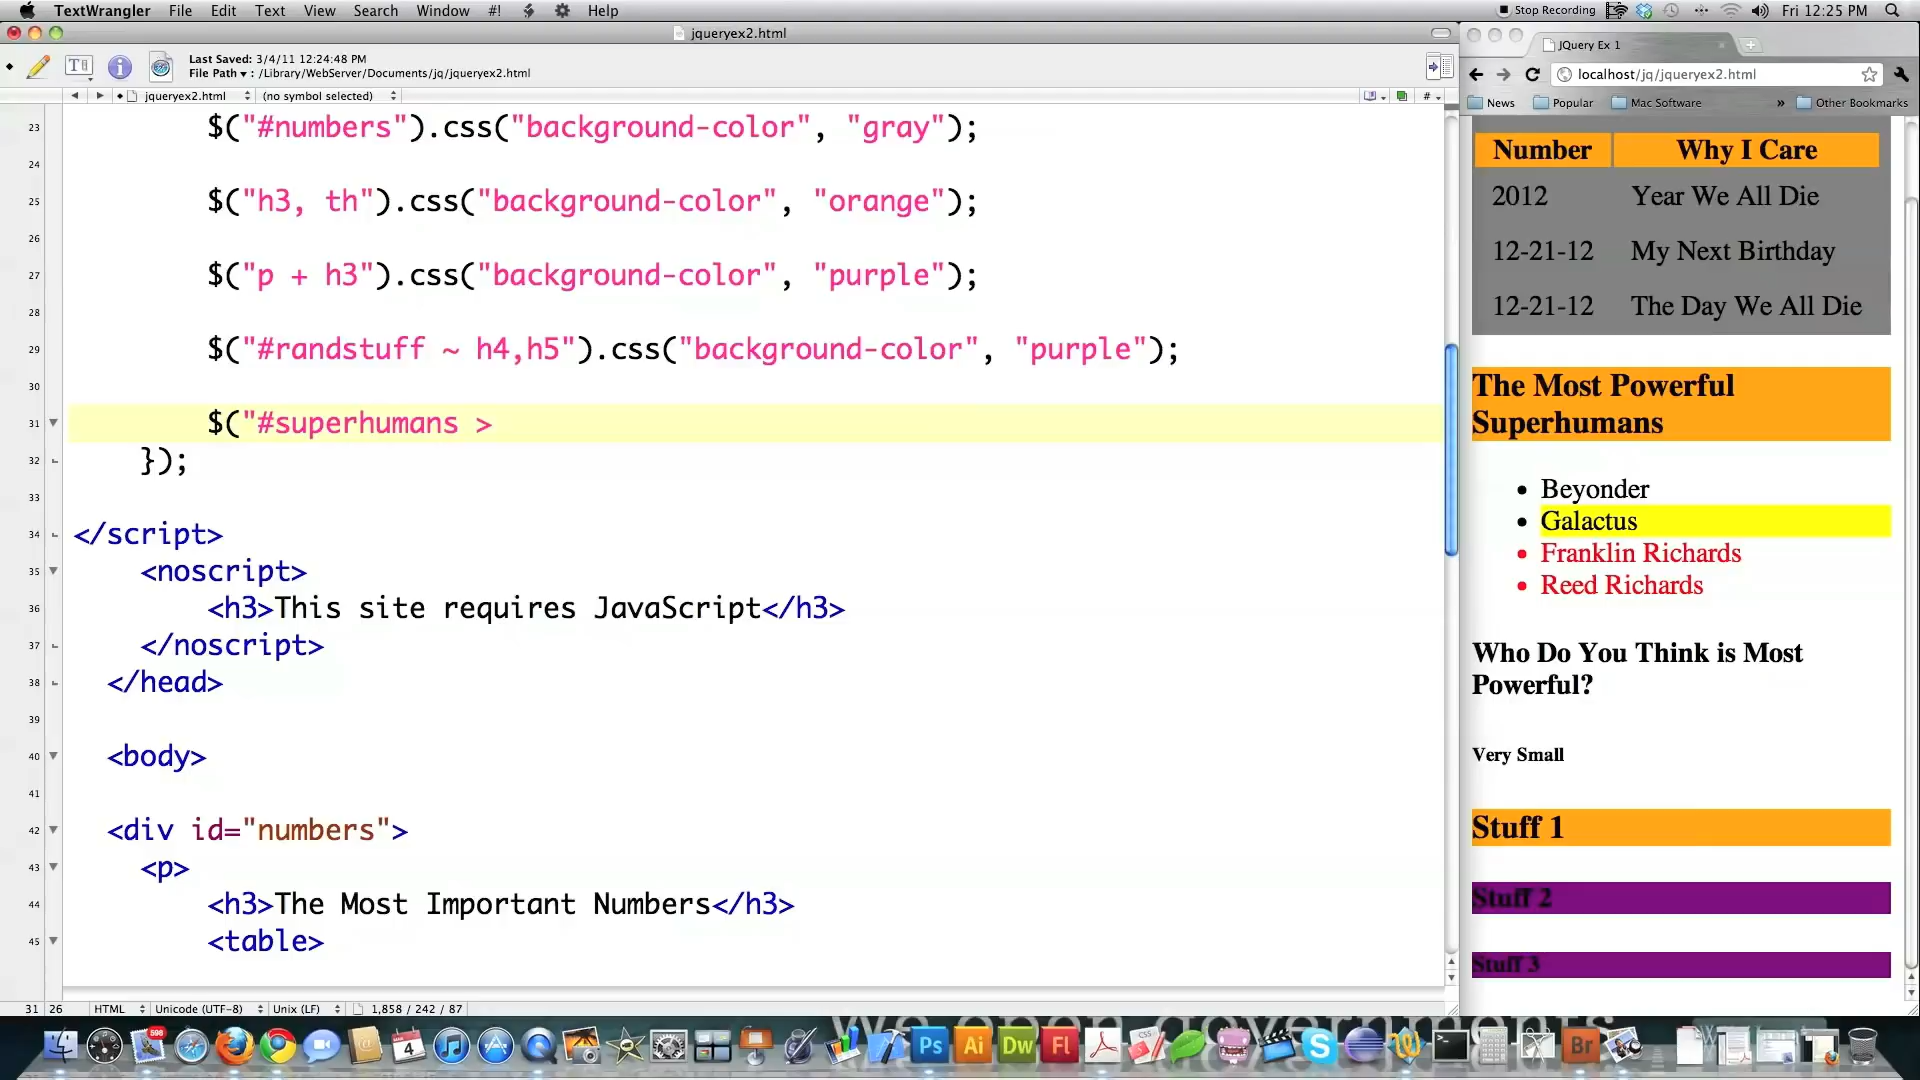 TextWrangler File Edit Text View Search Window #! Help Stop Recording Fri 12:25 PM
jqueryex2.html
Last Saved: 3/4/11 12:24:48 PM
File Path ▾ : /Library/WebServer/Documents/jq/jqueryex2.html
jqueryex2.html (no symbol selected)
23 $("#numbers").css("background-color", "gray");
24
25 $("h3, th").css("background-color", "orange");
26
27 $("p + h3").css("background-color", "purple");
28
29 $("#randstuff ~ h4,h5").css("background-color", "purple");
30
31 $("#superhumans >
32 });
33
34 </script>
35 <noscript>
36 <h3>This site requires JavaScript</h3>
37 </noscript>
38 </head>
39
40 <body>
41
42 <div id="numbers">
43 <p>
44 <h3>The Most Important Numbers</h3>
45 <table>
31 26 HTML Unicode (UTF-8) Unix (LF) 1,858 / 242 / 87
JQuery Ex 1
localhost/jq/jqueryex2.html
News Popular Mac Software » Other Bookmarks
Number Why I Care
2012 Year We All Die
12-21-12 My Next Birthday
12-21-12 The Day We All Die
The Most Powerful
Superhumans
• Beyonder
• Galactus
• Franklin Richards
• Reed Richards
Who Do You Think is Most
Powerful?
Very Small
Stuff 1
Stuff 2
Stuff 3
598
4
Ps Ai Dw Fl
Br